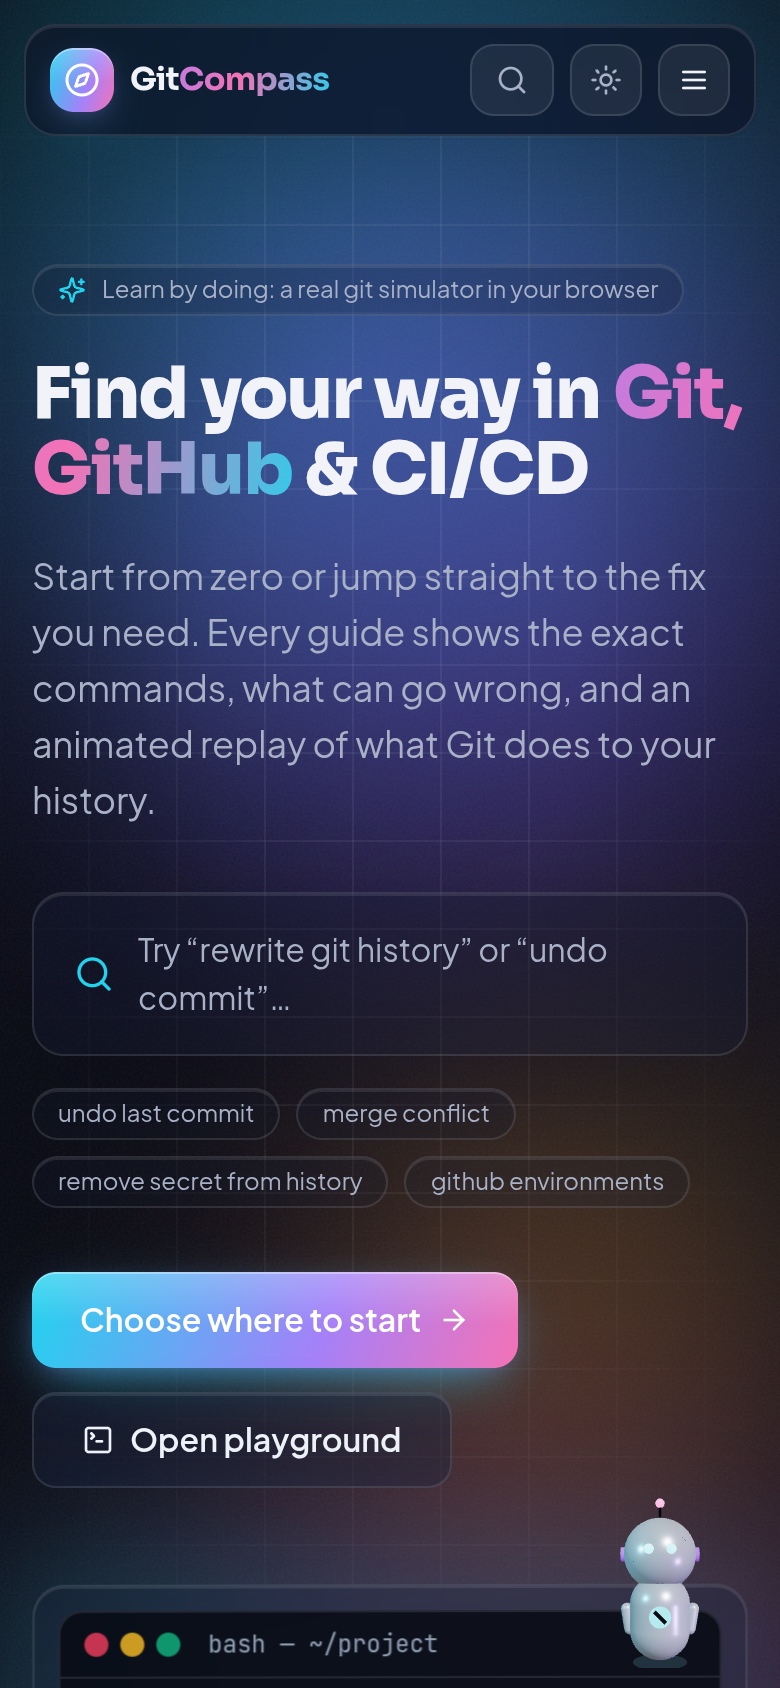 GitCompass
Learn by doing: a real git simulator in your browser
Find your way in Git,
GitHub & CI/CD
Start from zero or jump straight to the fix
you need. Every guide shows the exact
commands, what can go wrong, and an
animated replay of what Git does to your
history.
Try “rewrite git history” or “undo
commit”…
undo last commit
merge conflict
remove secret from history
github environments
Choose where to start →
Open playground
bash — ~/project